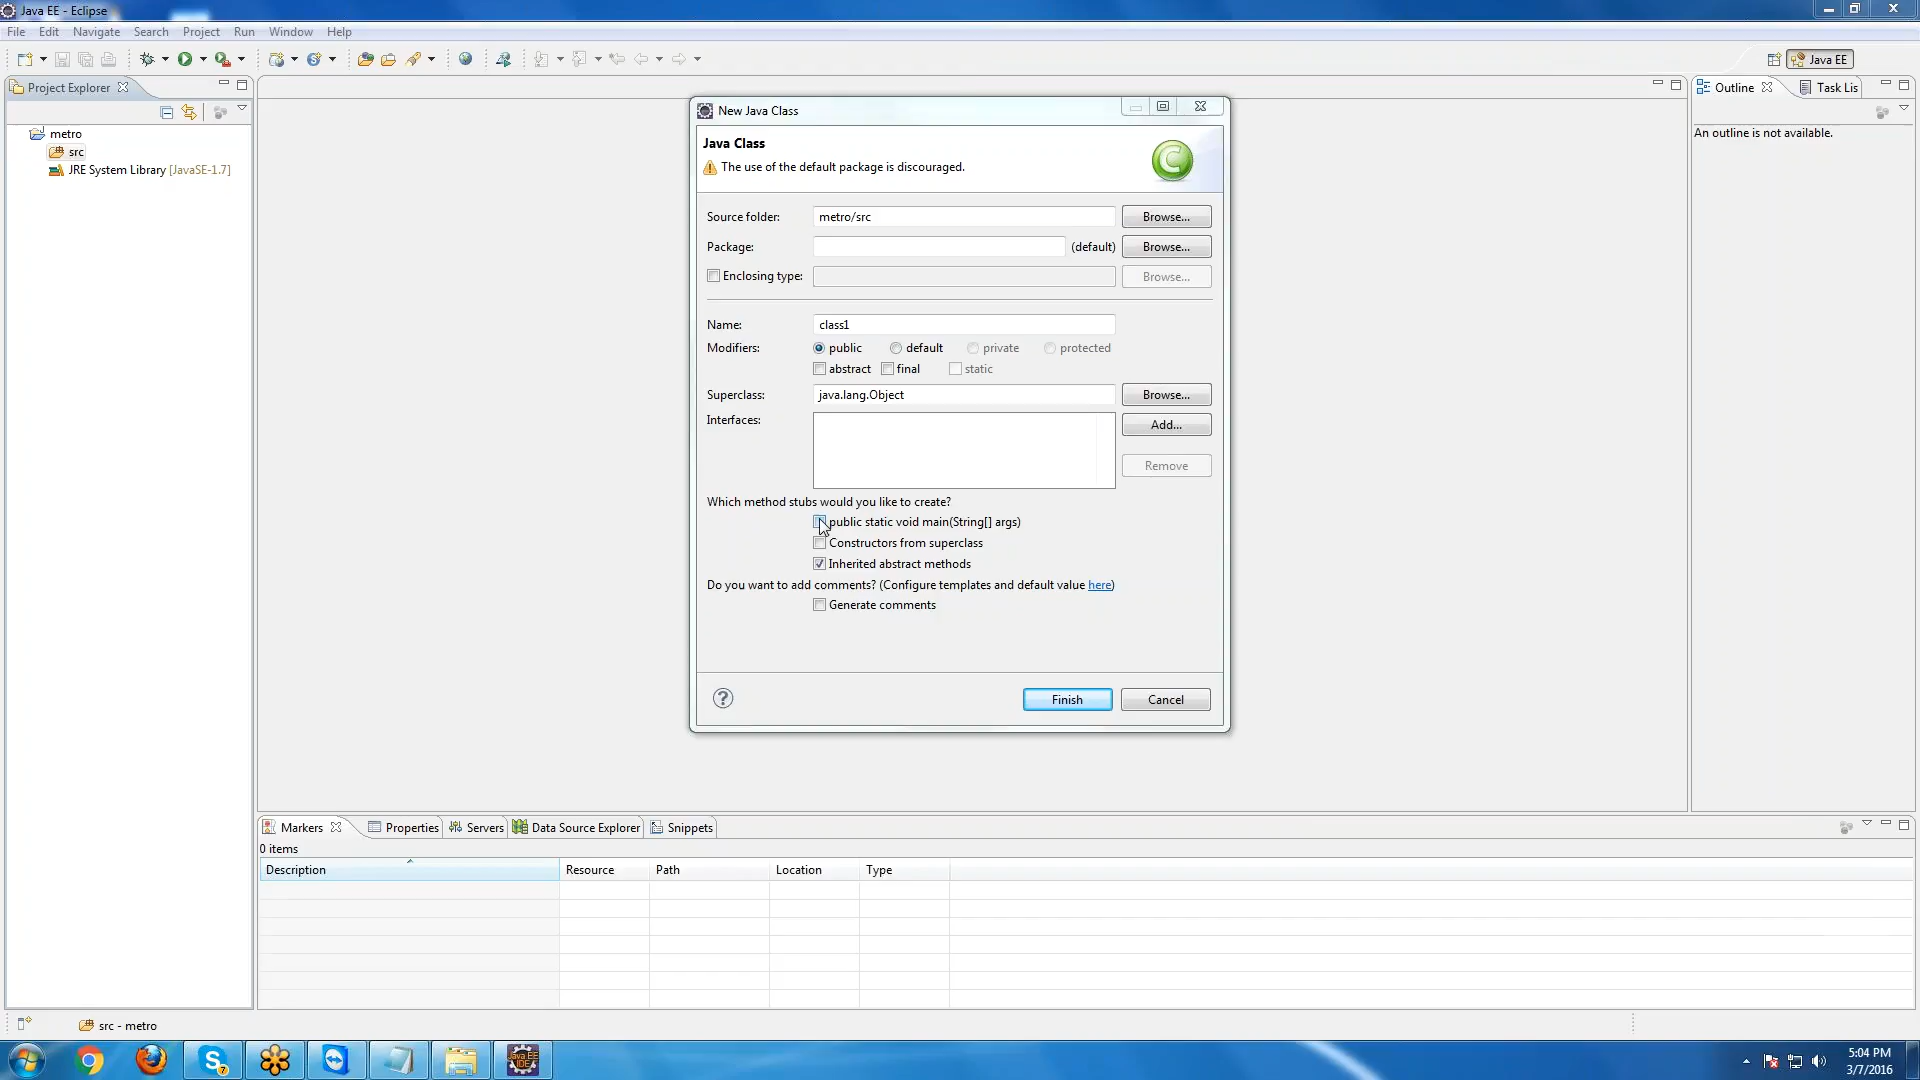 Java EE - Eclipse
File Edit Navigate Search Project Run Window Help
Java EE
Project Explorer
metro
src
JRE System Library [JavaSE-1.7]
New Java Class
Java Class
The use of the default package is discouraged.
Source folder: metro/src Browse...
Package: (default) Browse...
Enclosing type: Browse...
Name: class1
Modifiers: public default private protected
abstract final static
Superclass: java.lang.Object Browse...
Interfaces: Add...
Remove
Which method stubs would you like to create?
public static void main(String[] args)
Constructors from superclass
Inherited abstract methods
Do you want to add comments? (Configure templates and default value here)
Generate comments
? Finish Cancel
Outline Task Lis
An outline is not available.
Markers Properties Servers Data Source Explorer Snippets
0 items
Description Resource Path Location Type
src - metro
Java EE
IDE
5:04 PM
3/7/2016